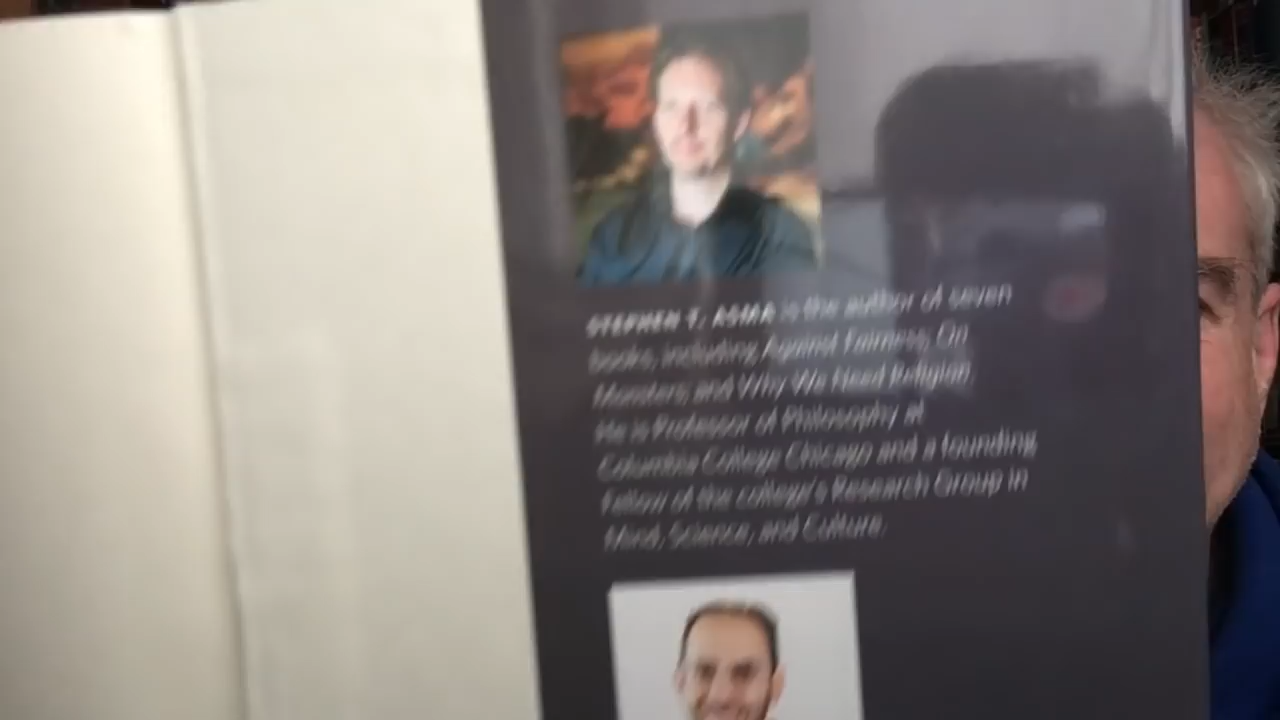 STEPHEN T. ASMA is the author of seven
books, including Against Fairness, On
Monsters, and Why We Need Religion.
He is Professor of Philosophy at
Columbia College Chicago and a founding
Fellow of the college's Research Group in
Mind, Science, and Culture.